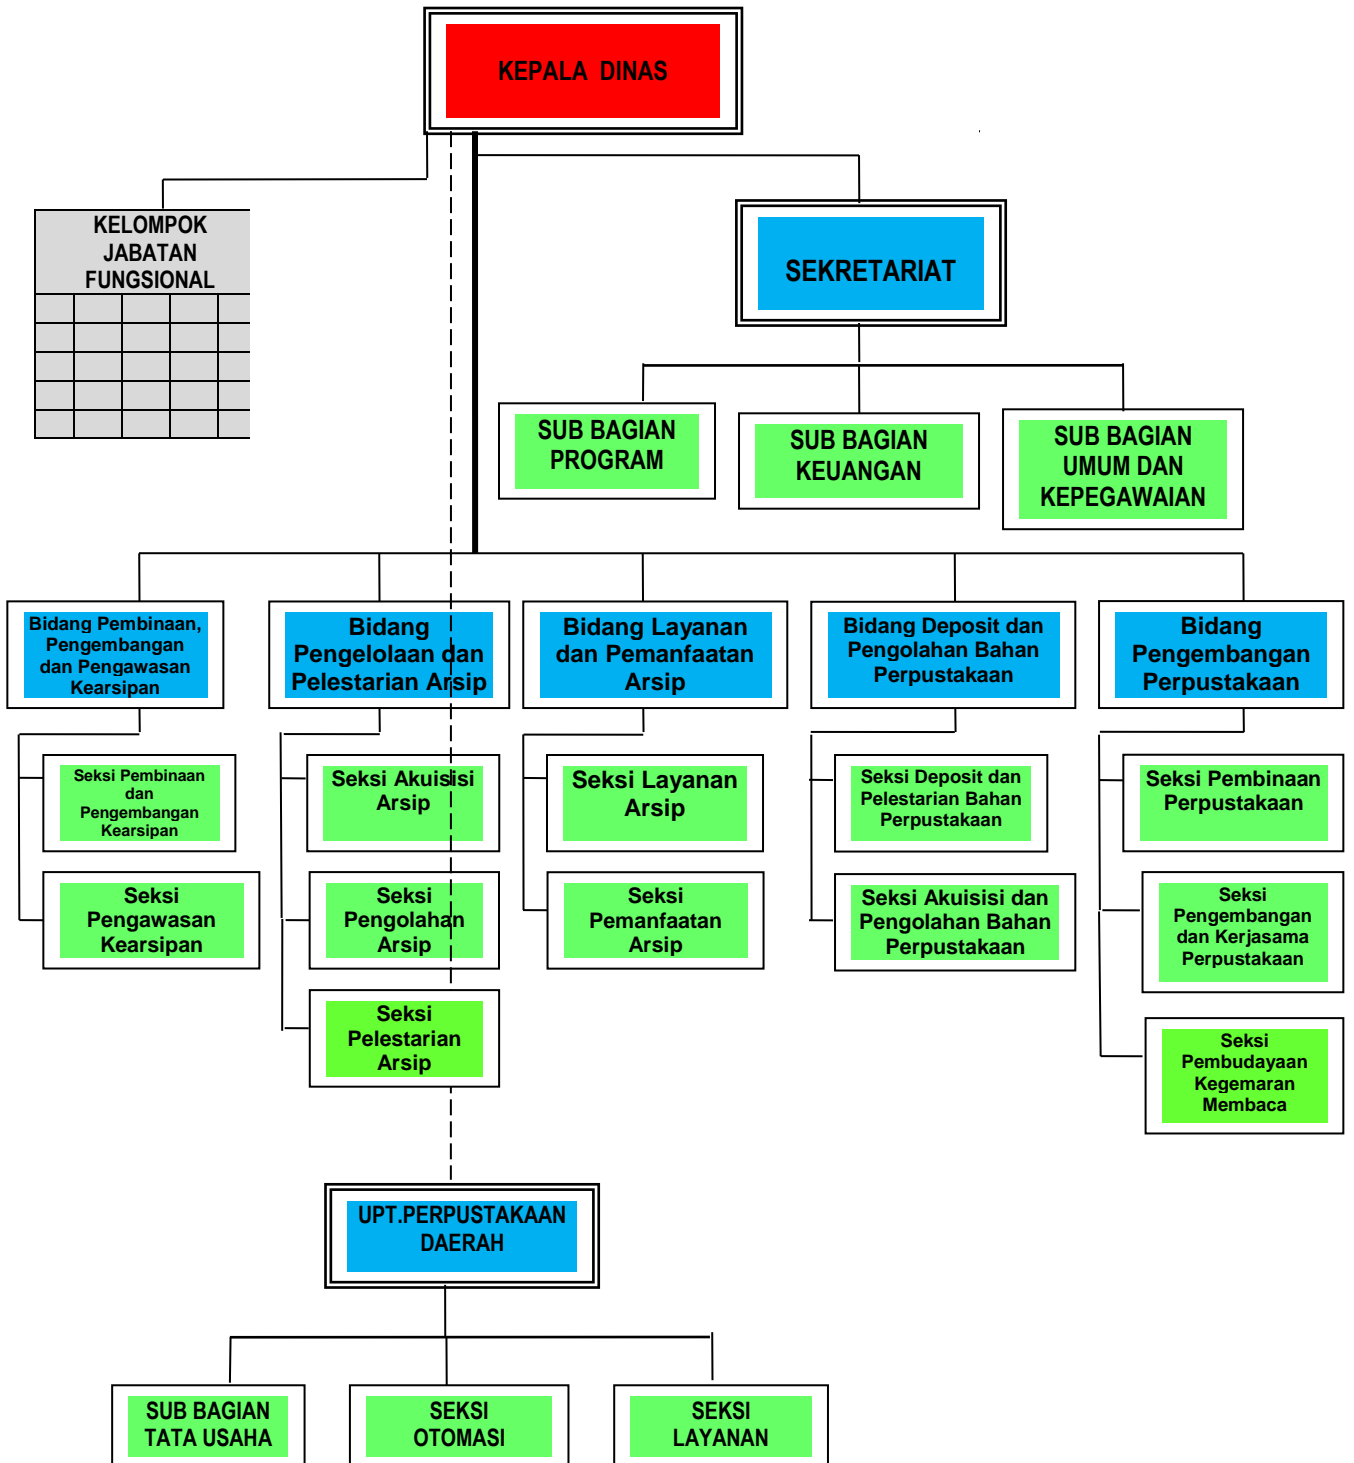 KEPALA DINAS
KELOMPOK
JABATAN
FUNGSIONAL
SEKRETARIAT
SUB BAGIAN
PROGRAM
SUB BAGIAN
KEUANGAN
SUB BAGIAN
UMUM DAN
KEPEGAWAIAN
Bidang Pembinaan,
Pengembangan
dan Pengawasan
Kearsipan
Bidang
Pengelolaan dan
Pelestarian Arsip
Bidang Layanan
dan Pemanfaatan
Arsip
Bidang Deposit dan
Pengolahan Bahan
Perpustakaan
Bidang
Pengembangan
Perpustakaan
Seksi Pembinaan
dan
Pengembangan
Kearsipan
Seksi Akuisisi
Arsip
Seksi Layanan
Arsip
Seksi Deposit dan
Pelestarian Bahan
Perpustakaan
Seksi Pembinaan
Perpustakaan
Seksi
Pengawasan
Kearsipan
Seksi
Pengolahan
Arsip
Seksi
Pemanfaatan
Arsip
Seksi Akuisisi dan
Pengolahan Bahan
Perpustakaan
Seksi
Pengembangan
dan Kerjasama
Perpustakaan
Seksi
Pelestarian
Arsip
Seksi
Pembudayaan
Kegemaran
Membaca
UPT.PERPUSTAKAAN
DAERAH
SUB BAGIAN
TATA USAHA
SEKSI
OTOMASI
SEKSI
LAYANAN